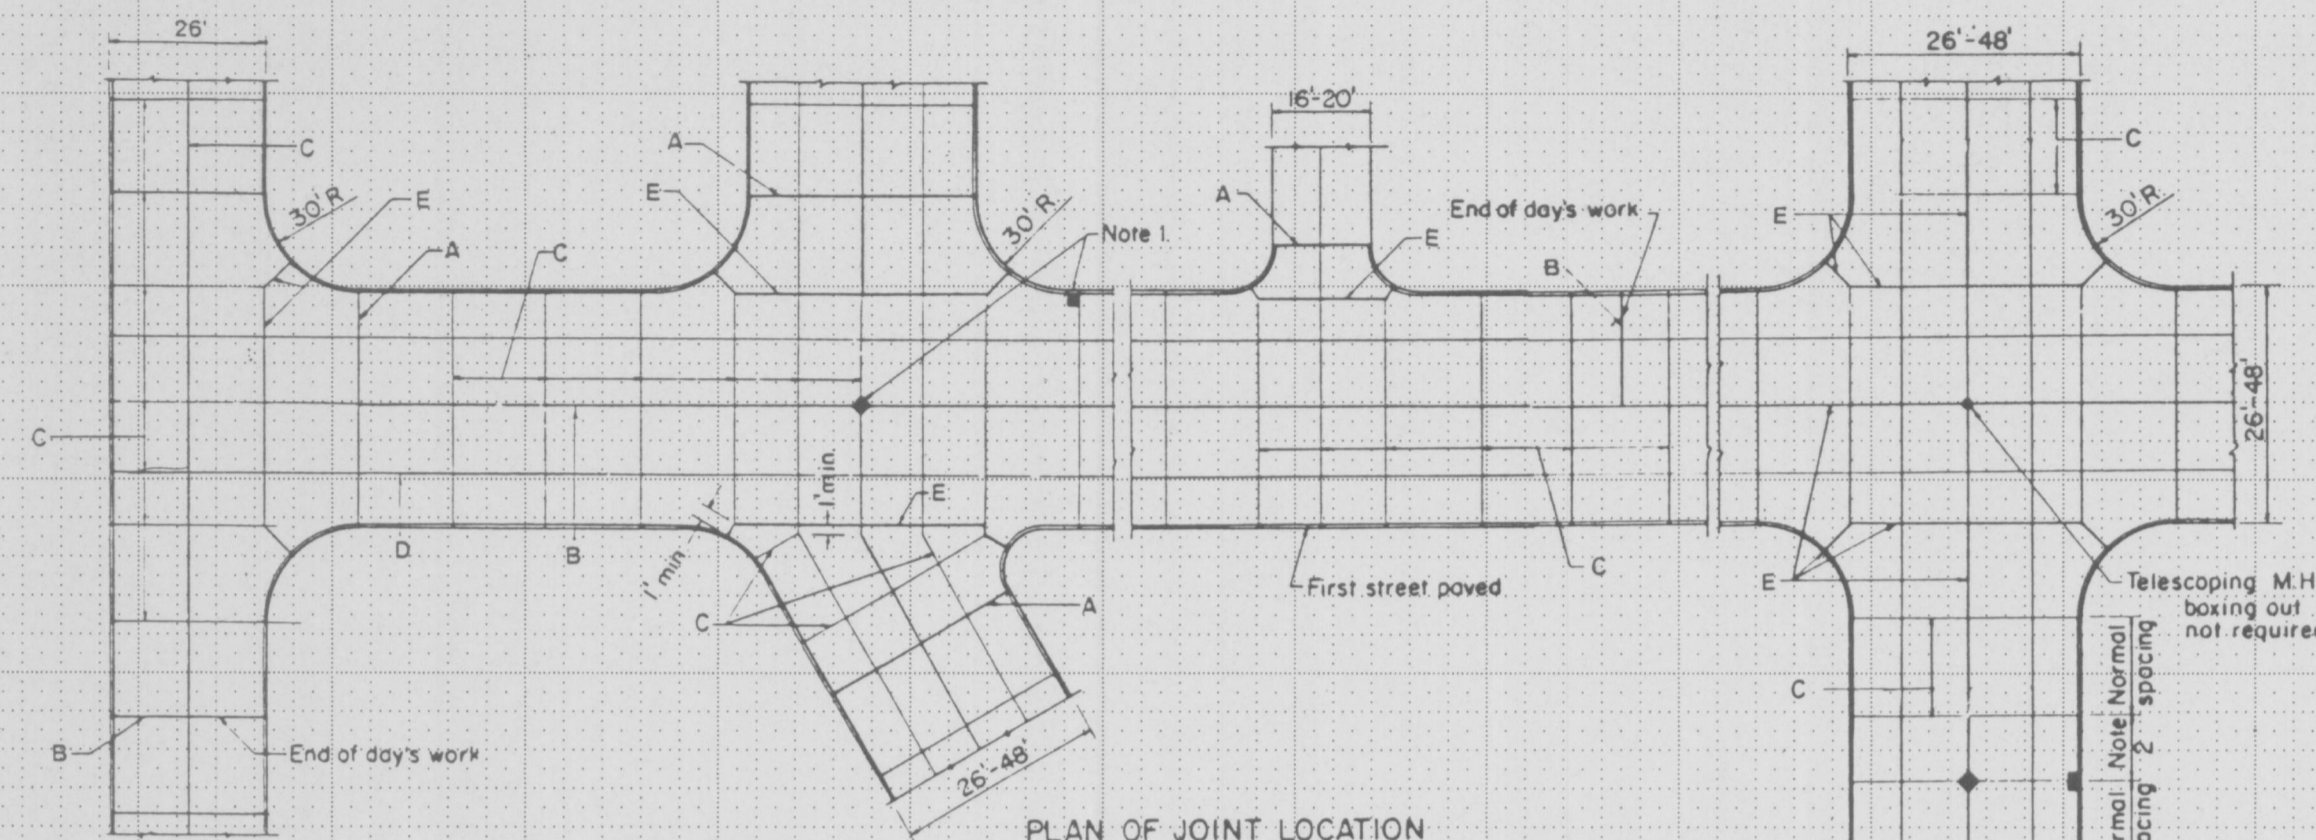 26'
26'-48'
16'-20'
C
A
C
30' R
E
E
A
End of day's work
30' R.
E
30' R.
A
C
Note 1.
E
B
C
26'-48'
1' min.
E
D
B
1' min
C
First street paved
E
Telescoping M.H.
boxing out
not required
C
A
C
Note Normal
2 spacing
B
End of day's work
26'-48'
PLAN OF JOINT LOCATION